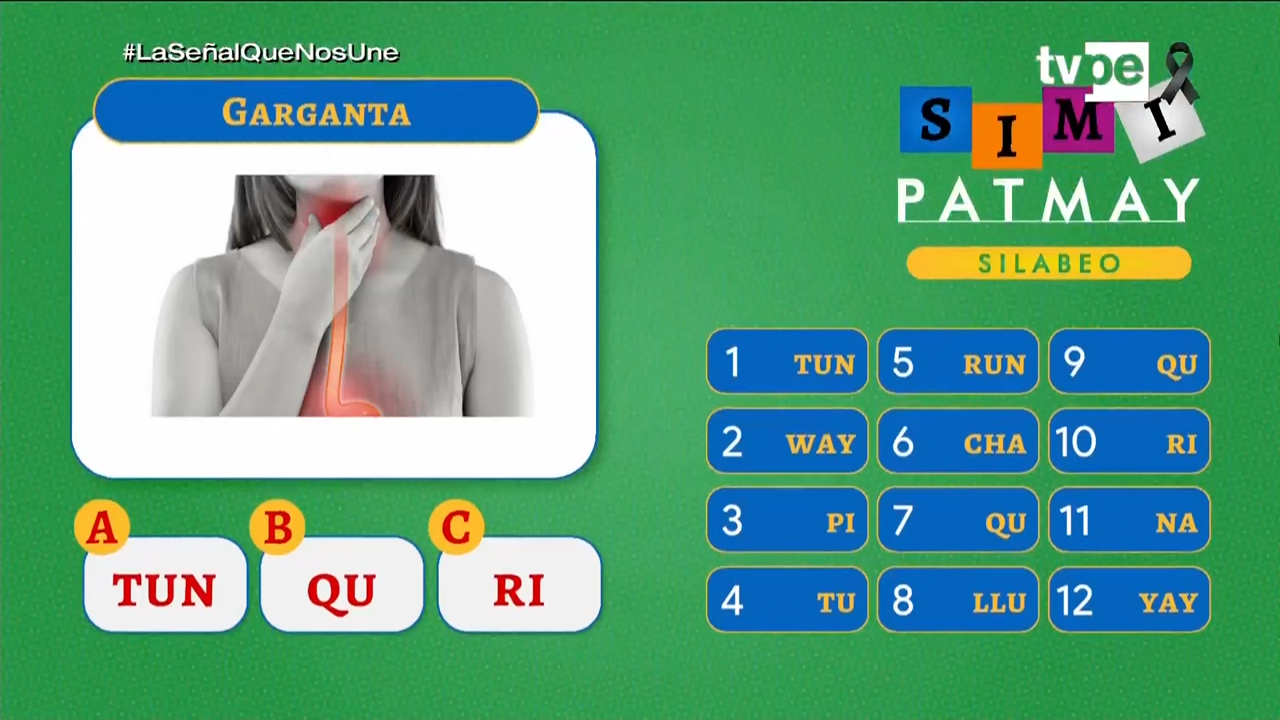 #LaSeñalQueNosUne
tvpe
GARGANTA
SIMI
PATMAY
SILABEO
1 TUN
5 RUN
9 QU
2 WAY
6 CHA
10 RI
3 PI
7 QU
11 NA
4 TU
8 LLU
12 YAY
A
B
C
TUN
QU
RI